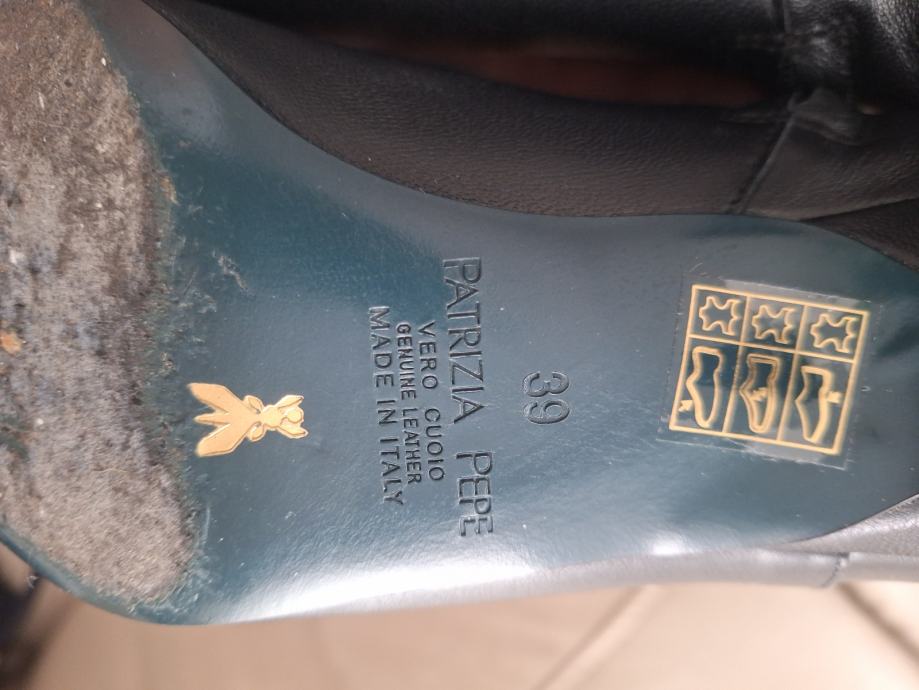 39
PATRIZIA PEPE
VERO CUOIO
GENUINE LEATHER
MADE IN ITALY